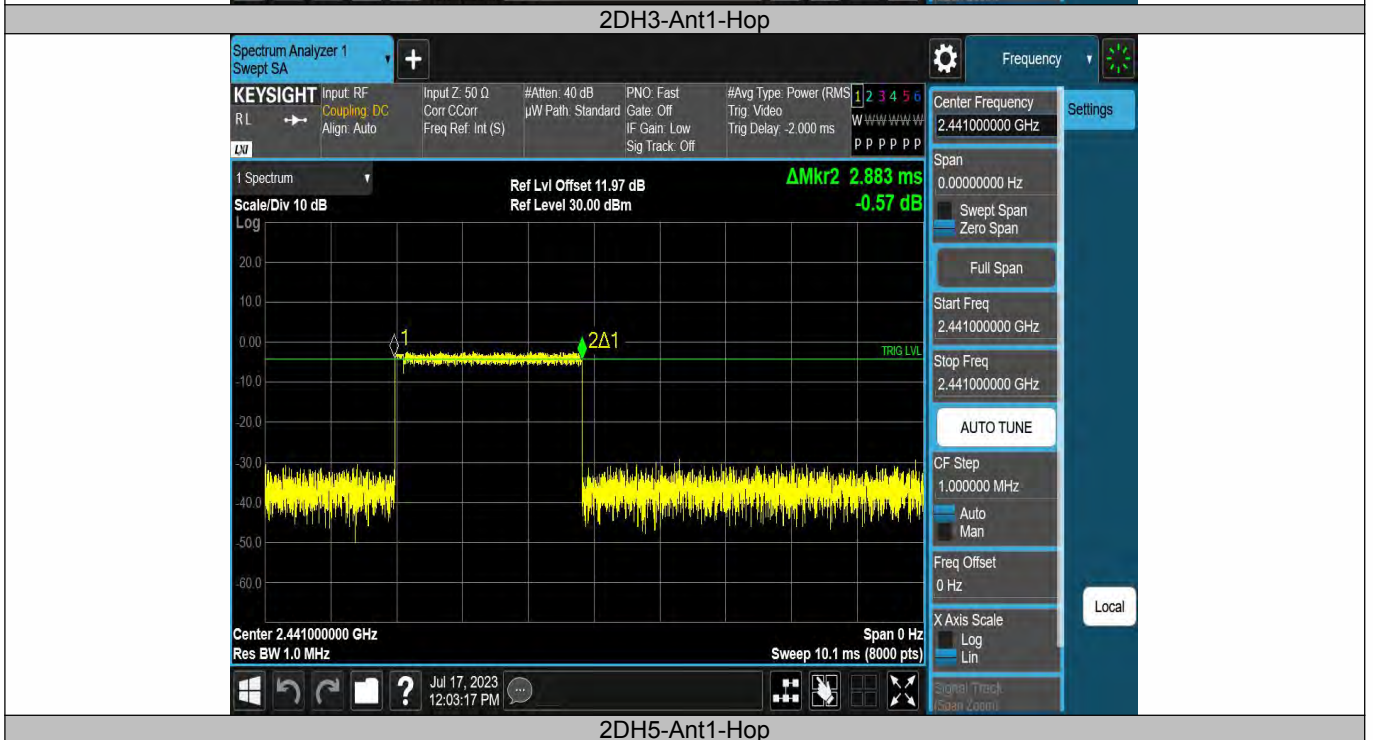 2DH3-Ant1-Hop
Spectrum Analyzer 1
Swept SA
+
Frequency
KEYSIGHT
RL
LXI
Input: RF
Coupling: DC
Align: Auto
Input Z: 50 Ω
Corr CCorr
Freq Ref: Int (S)
#Atten: 40 dB
µW Path: Standard
PNO: Fast
Gate: Off
IF Gain: Low
Sig Track: Off
#Avg Type: Power (RMS
Trig: Video
Trig Delay: -2.000 ms
1 2 3 4 5 6
W W W W W W
P P P P P P
Center Frequency
2.441000000 GHz
Settings
1 Spectrum
Scale/Div 10 dB
Log
Ref Lvl Offset 11.97 dB
Ref Level 30.00 dBm
ΔMkr2 2.883 ms
-0.57 dB
Span
0.00000000 Hz
Swept Span
Zero Span
Full Span
Start Freq
2.441000000 GHz
Stop Freq
2.441000000 GHz
AUTO TUNE
CF Step
1.000000 MHz
Auto
Man
Freq Offset
0 Hz
X Axis Scale
Log
Lin
Signal Track
(Span Zoom)
Local
20.0
10.0
0.00
-10.0
-20.0
-30.0
-40.0
-50.0
-60.0
1
2Δ1
TRIG LVL
Center 2.441000000 GHz
Res BW 1.0 MHz
Span 0 Hz
Sweep 10.1 ms (8000 pts)
?
Jul 17, 2023
12:03:17 PM
2DH5-Ant1-Hop